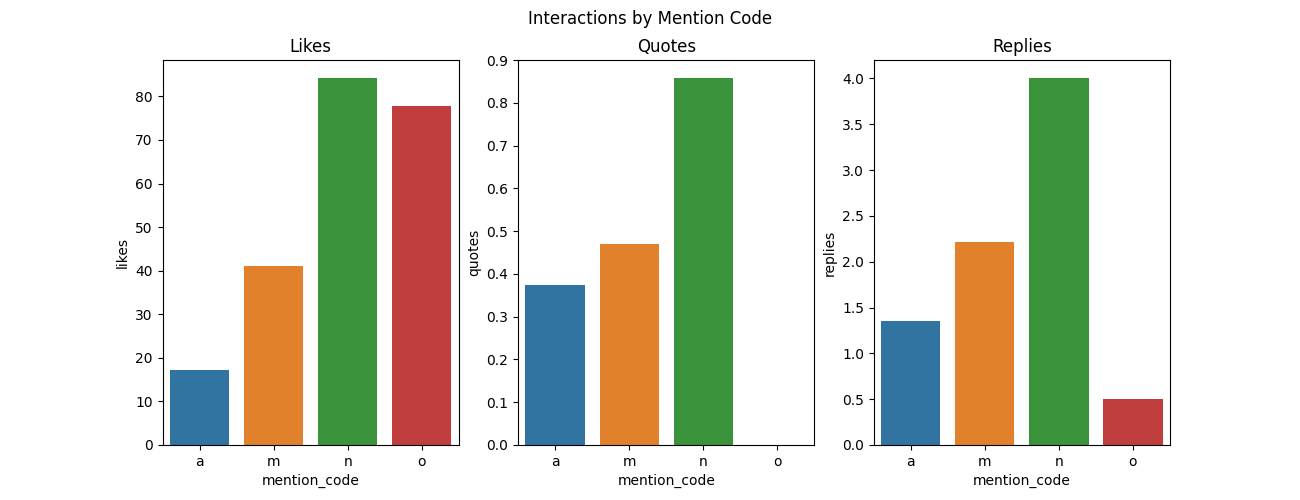 Interactions by Mention Code
Likes
80
70
60
50
40
30
20
10
0
likes
a m n o
mention_code
Quotes
0.9
0.8
0.7
0.6
0.5
0.4
0.3
0.2
0.1
0.0
quotes
a m n o
mention_code
Replies
4.0
3.5
3.0
2.5
2.0
1.5
1.0
0.5
0.0
replies
a m n o
mention_code